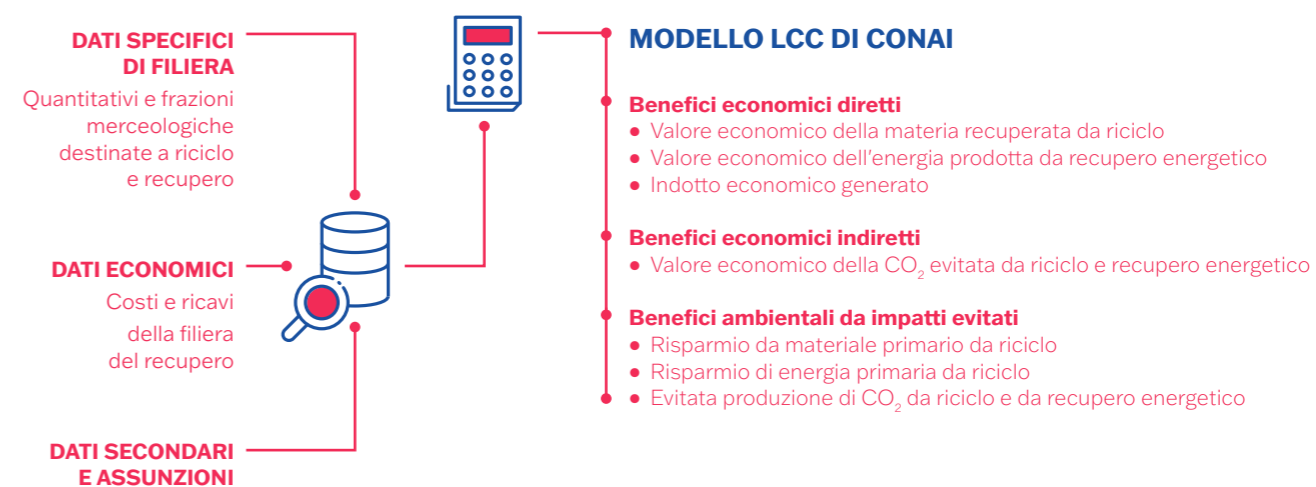 DATI SPECIFICI
DI FILIERA
Quantitativi e frazioni
merceologiche
destinate a riciclo
e recupero
DATI ECONOMICI
Costi e ricavi
della filiera
del recupero
DATI SECONDARI
E ASSUNZIONI
MODELLO LCC DI CONAI
Benefici economici diretti
• Valore economico della materia recuperata da riciclo
• Valore economico dell'energia prodotta da recupero energetico
• Indotto economico generato
Benefici economici indiretti
• Valore economico della CO₂ evitata da riciclo e recupero energetico
Benefici ambientali da impatti evitati
• Risparmio da materiale primario da riciclo
• Risparmio di energia primaria da riciclo
• Evitata produzione di CO₂ da riciclo e da recupero energetico